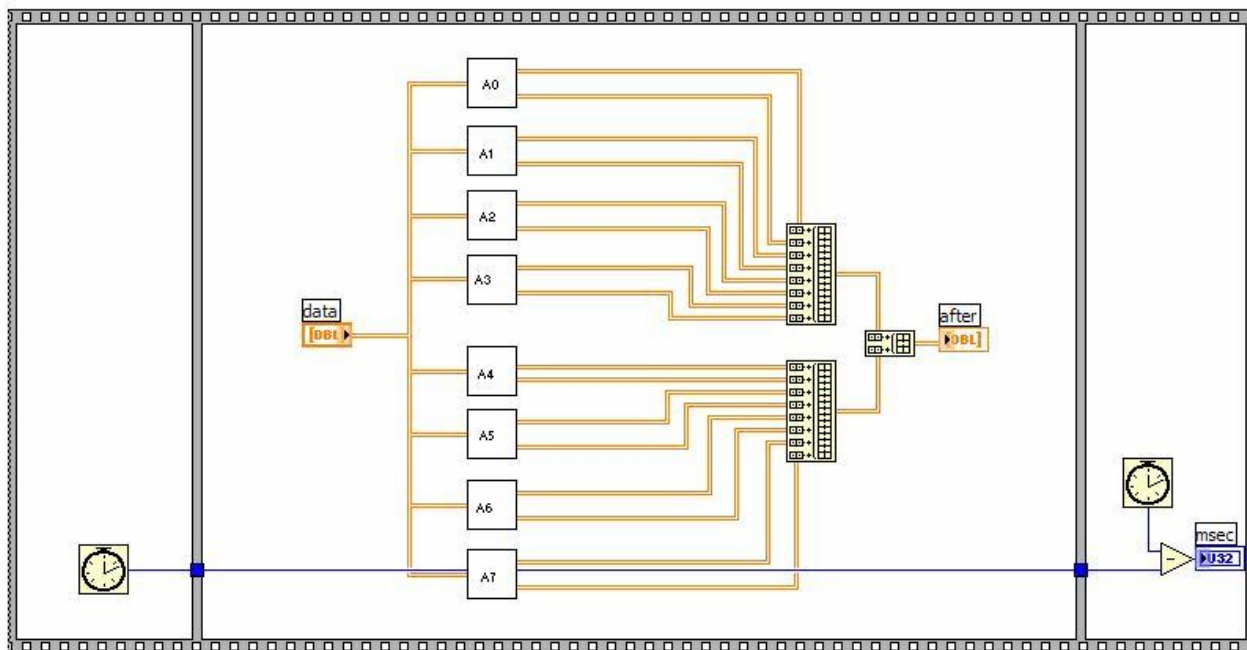 A0
A1
A2
A3
data
[DBL]
after
DBL]
A4
A5
A6
A7
msec
U32
-